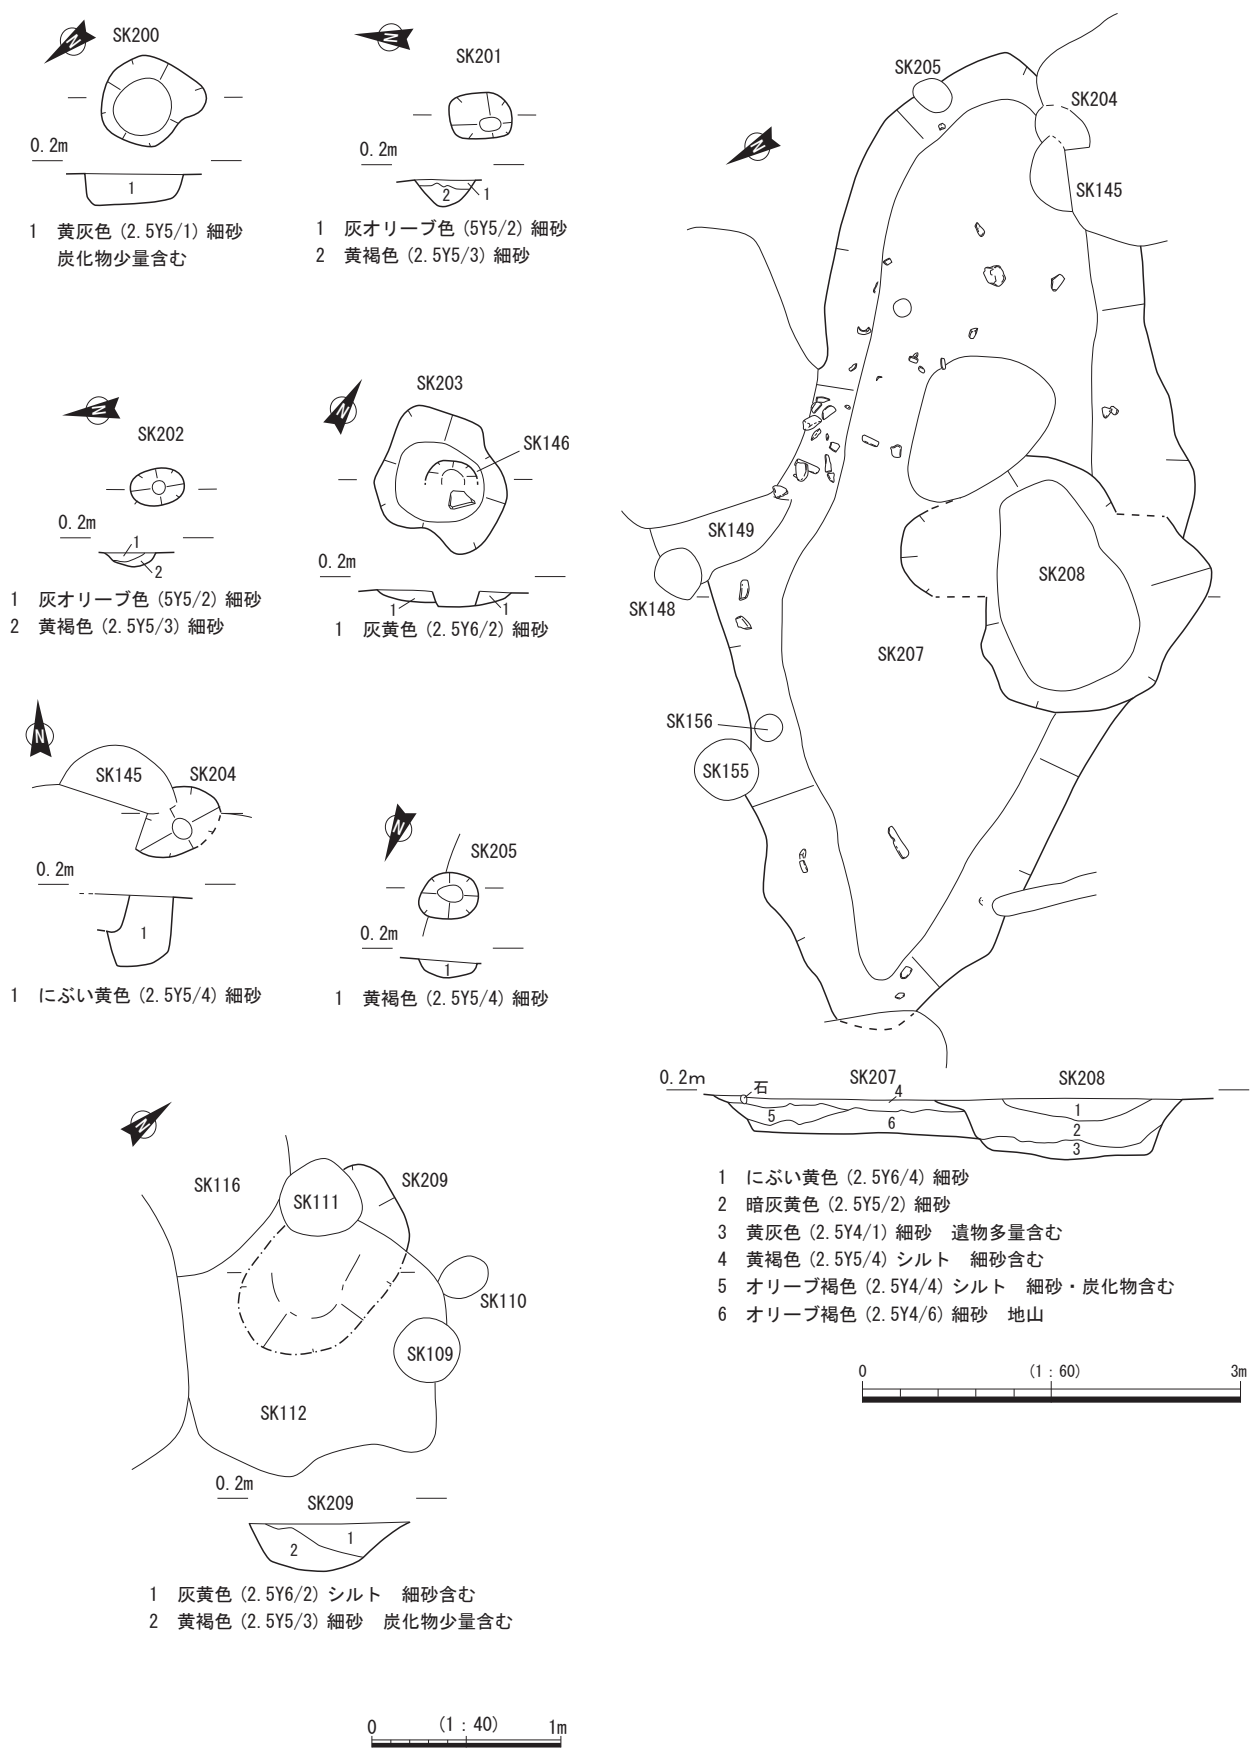 SK200
N
0.2m
1
1 黄灰色 (2.5Y5/1) 細砂
炭化物少量含む
SK201
N
0.2m
2
1
1 灰オリーブ色 (5Y5/2) 細砂
2 黄褐色 (2.5Y5/3) 細砂
SK202
N
0.2m
1
2
1 灰オリーブ色 (5Y5/2) 細砂
2 黄褐色 (2.5Y5/3) 細砂
SK203
N
SK146
0.2m
1
1
1 灰黄色 (2.5Y6/2) 細砂
N
SK145
SK204
0.2m
1
1 にぶい黄色 (2.5Y5/4) 細砂
N
SK205
0.2m
1
1 黄褐色 (2.5Y5/4) 細砂
N
SK116
SK111
SK209
SK110
SK109
SK112
0.2m
SK209
1
2
1 灰黄色 (2.5Y6/2) シルト 細砂含む
2 黄褐色 (2.5Y5/3) 細砂 炭化物少量含む
0
(1：40)
1m
SK205
SK204
N
SK145
SK149
SK148
SK208
SK207
SK156
SK155
0.2m
石
SK207
4
SK208
5
6
1
2
3
1 にぶい黄色 (2.5Y6/4) 細砂
2 暗灰黄色 (2.5Y5/2) 細砂
3 黄灰色 (2.5Y4/1) 細砂 遺物多量含む
4 黄褐色 (2.5Y5/4) シルト 細砂含む
5 オリーブ褐色 (2.5Y4/4) シルト 細砂・炭化物含む
6 オリーブ褐色 (2.5Y4/6) 細砂 地山
0
(1：60)
3m